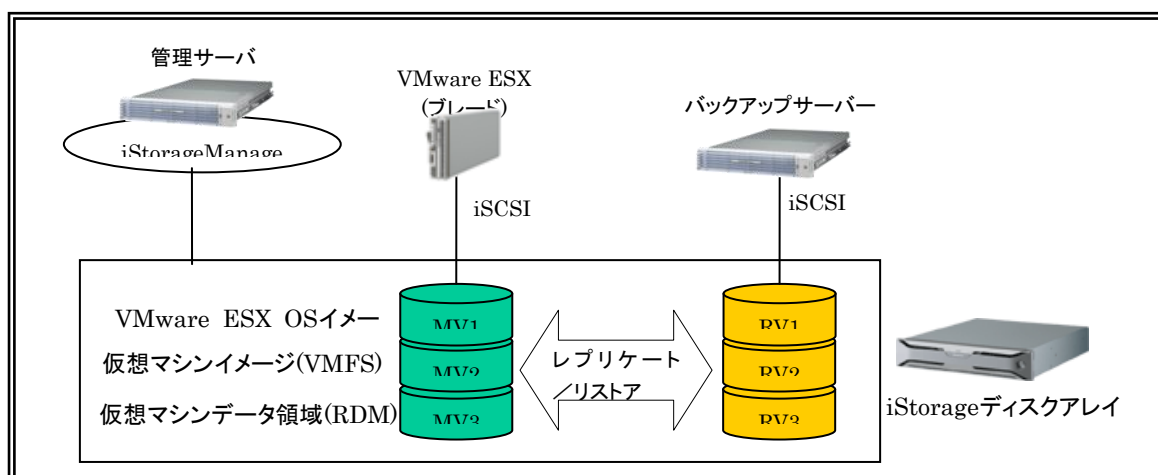 管理サーバ
iStorageManage
VMware ESX
(ブレード)
バックアップサーバー
iSCSI
iSCSI
VMware ESX OSイメー
MV1
RV1
仮想マシンイメージ(VMFS)
MV2
RV2
レプリケート
／リストア
仮想マシンデータ領域(RDM)
MV3
RV3
iStorageディスクアレイ